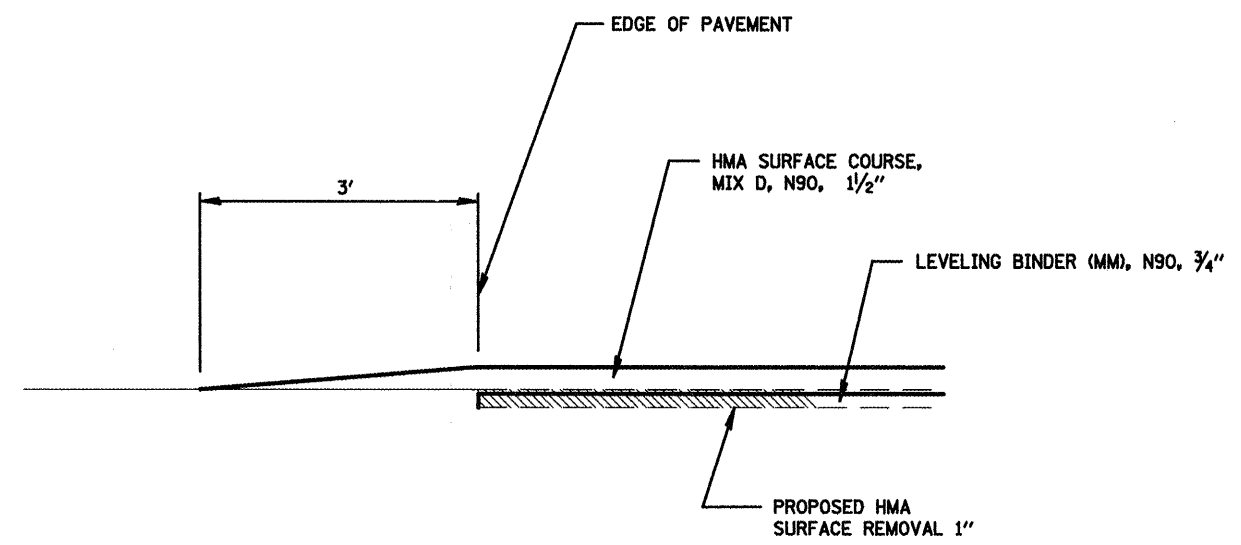 EDGE OF PAVEMENT
HMA SURFACE COURSE,
MIX D, N90, 1½"
3'
LEVELING BINDER (MM), N90, ¾"
PROPOSED HMA
SURFACE REMOVAL 1"